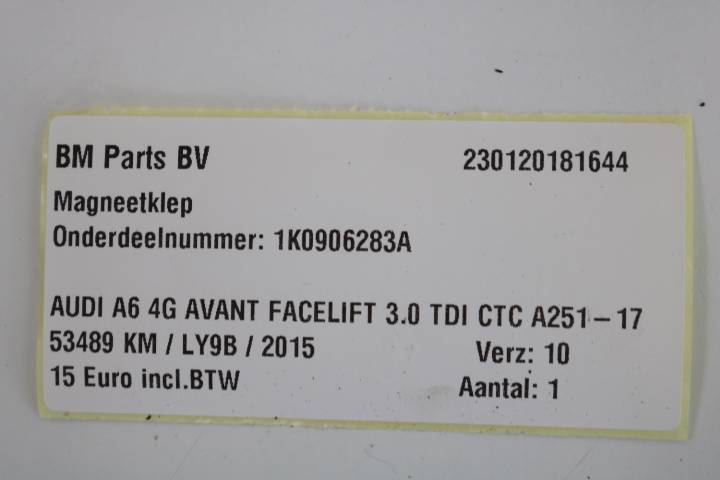 BM Parts BV 230120181644
Magneetklep
Onderdeelnummer: 1K0906283A
AUDI A6 4G AVANT FACELIFT 3.0 TDI CTC A251-17
53489 KM / LY9B / 2015 Verz: 10
15 Euro incl.BTW Aantal: 1